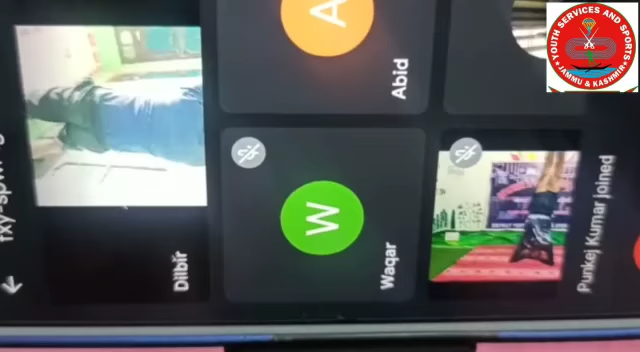 YOUTH SERVICES AND SPORTS
JAMMU & KASHMIR
A
Abid
W
Waqar
Dilbir
Punkej Kumar joined